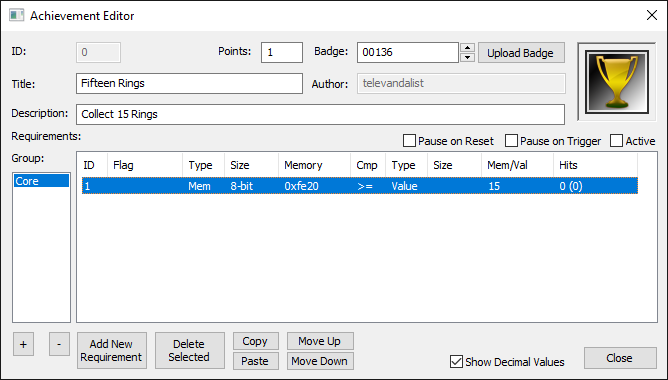 Achievement Editor
ID: 0 Points: 1 Badge: 00136 Upload Badge
Title: Fifteen Rings Author: televandalist
Description: Collect 15 Rings
Requirements: Pause on Reset Pause on Trigger Active
Group:
ID Flag Type Size Memory Cmp Type Size Mem/Val Hits
Core
1 Mem 8-bit 0xfe20 >= Value 15 0 (0)
+ - Add New Requirement Delete Selected Copy Move Up
Paste Move Down
Show Decimal Values Close